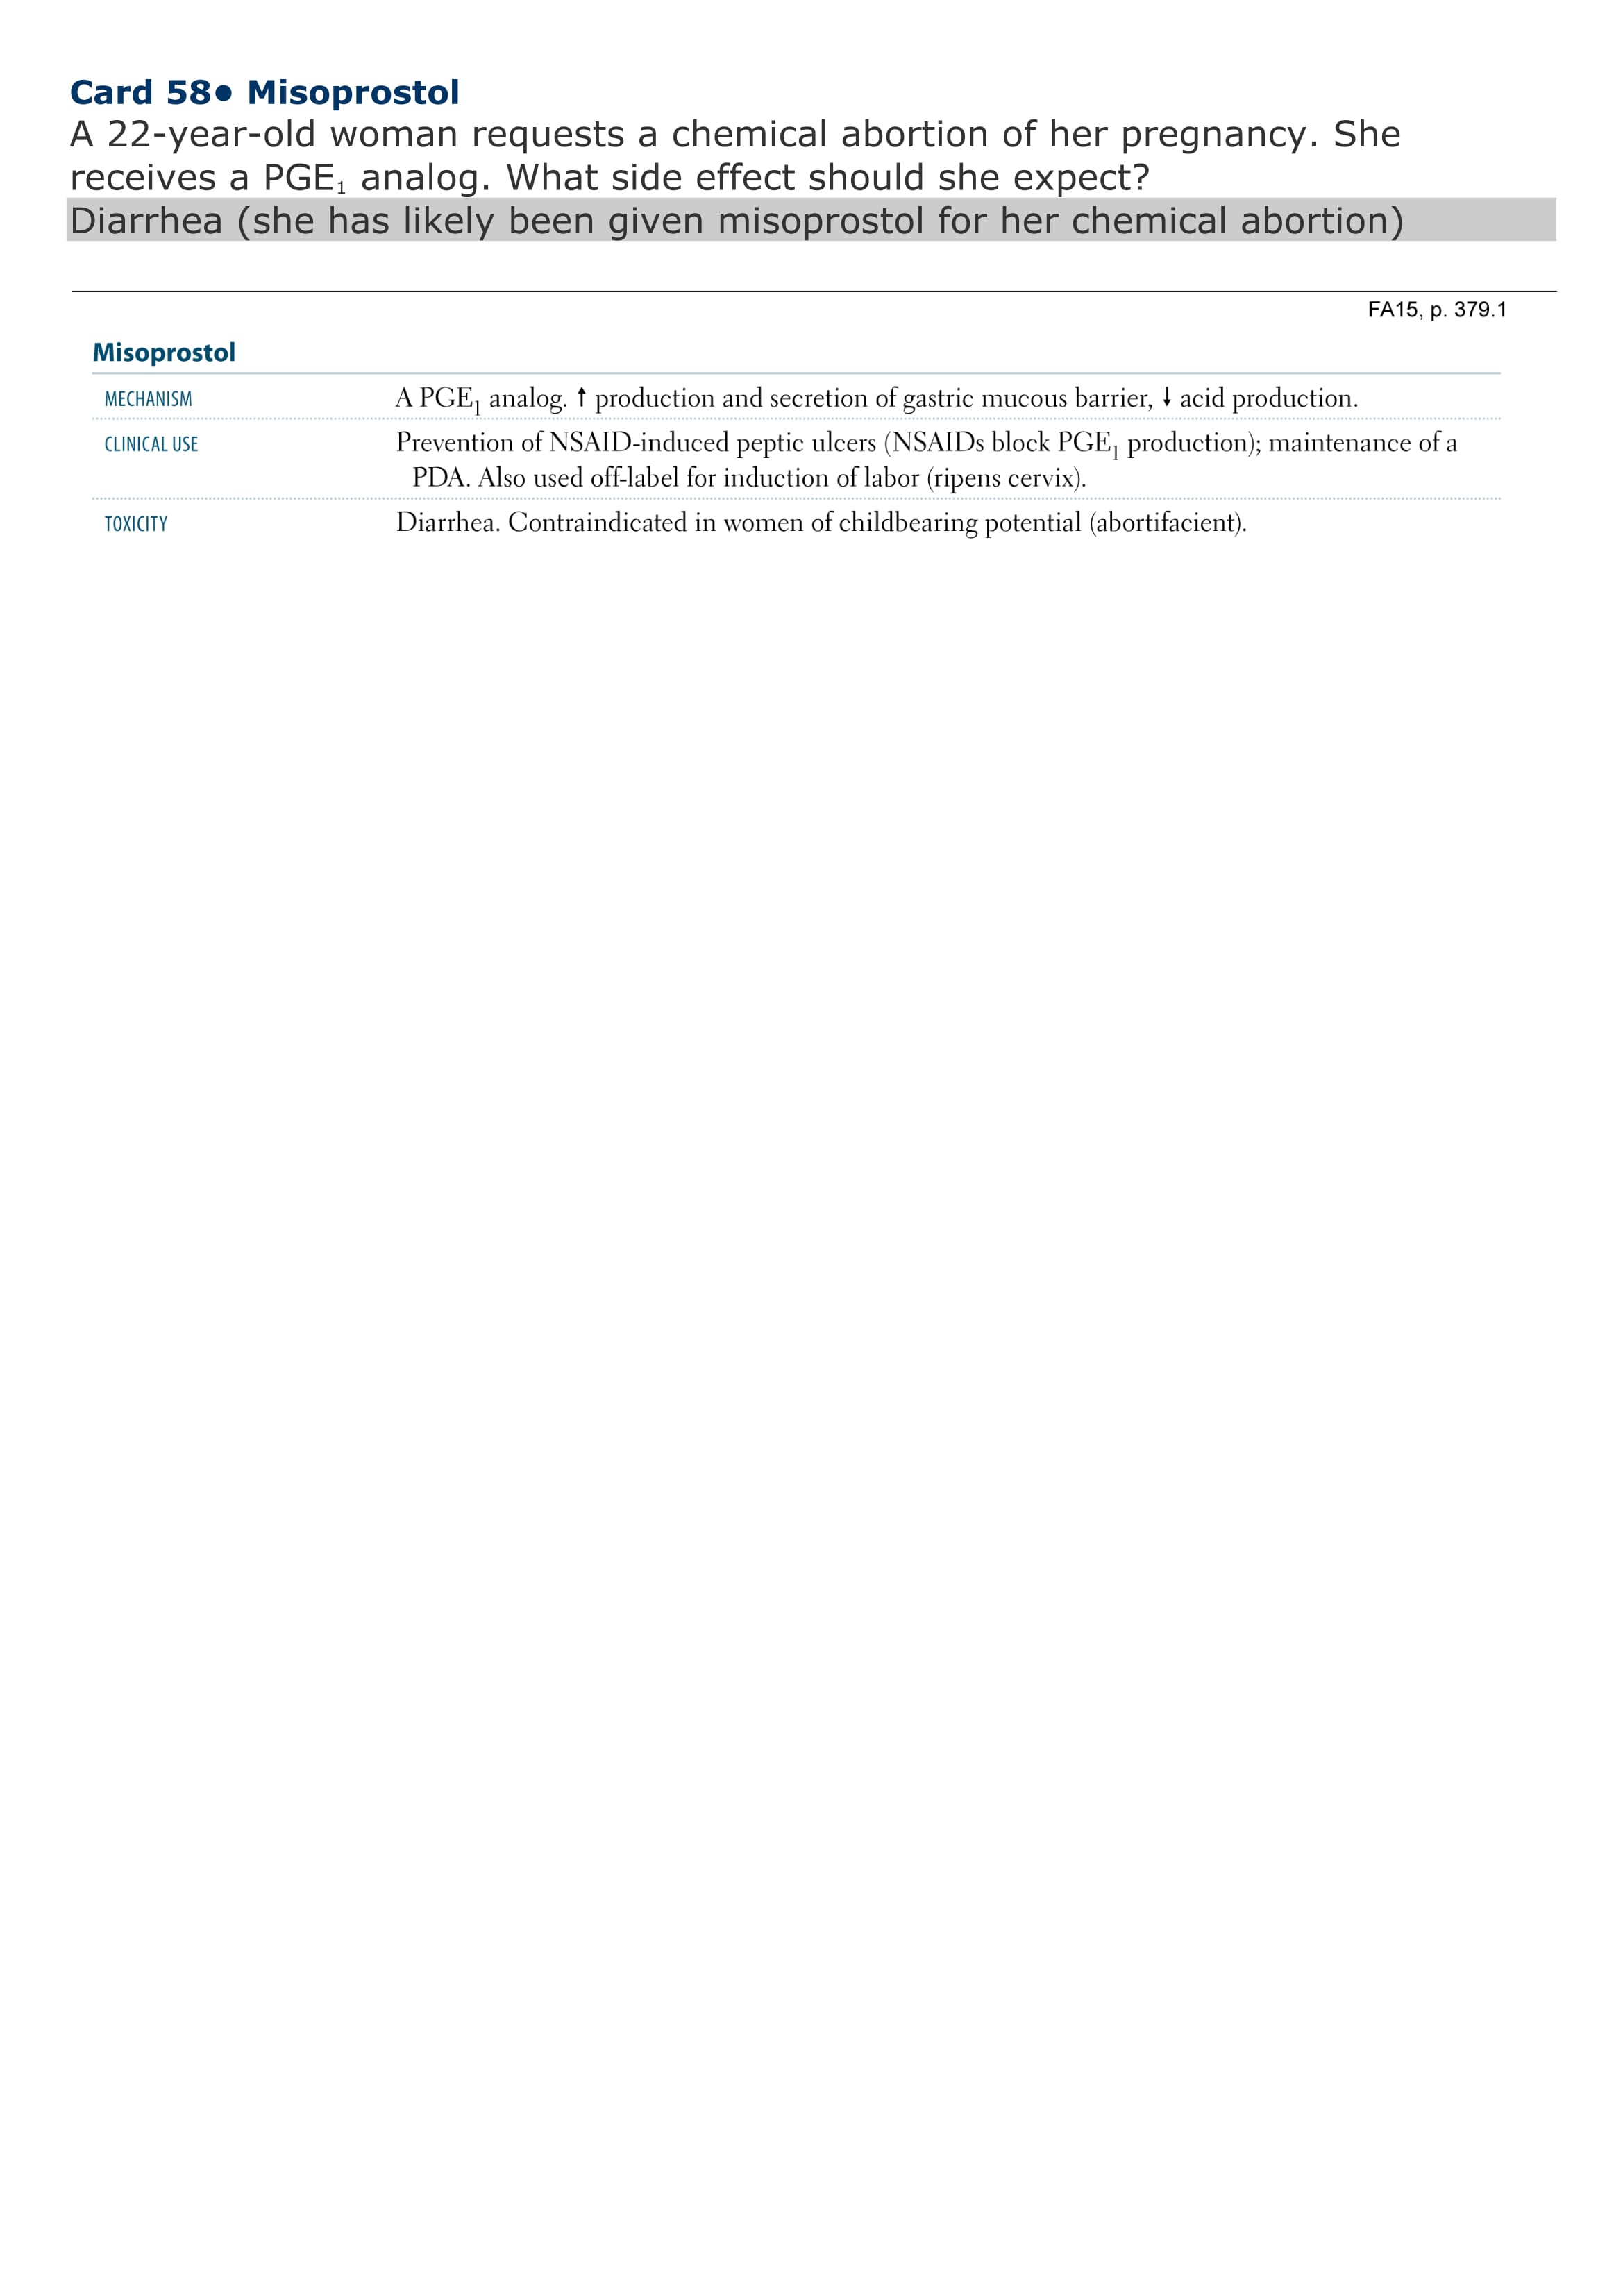 Card 58● Misoprostol
A 22-year-old woman requests a chemical abortion of her pregnancy. She
receives a PGE₁ analog. What side effect should she expect?
Diarrhea (she has likely been given misoprostol for her chemical abortion)
FA15, p. 379.1
Misoprostol
MECHANISM A PGE₁ analog. ↑ production and secretion of gastric mucous barrier, ↓ acid production.
CLINICAL USE Prevention of NSAID-induced peptic ulcers (NSAIDs block PGE₁ production); maintenance of a
PDA. Also used off-label for induction of labor (ripens cervix).
TOXICITY Diarrhea. Contraindicated in women of childbearing potential (abortifacient).